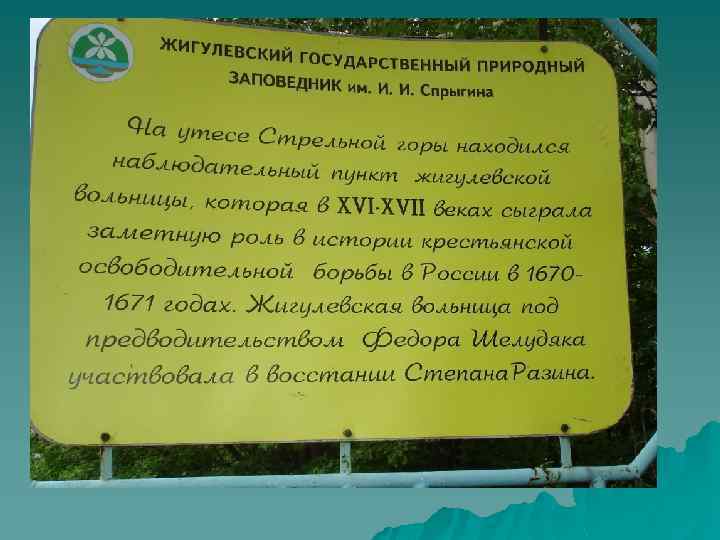 ЖИГУЛЕВСКИЙ ГОСУДАРСТВЕННЫЙ ПРИРОДНЫЙ
ЗАПОВЕДНИК им. И. И. Спрыгина
На утесе Стрельной горы находился
наблюдательный пункт жигулевской
вольницы, которая в XVI-XVII веках сыграла
заметную роль в истории крестьянской
освободительной борьбы в России в 1670-
1671 годах. Жигулевская вольница под
предводительством Федора Шелудяка
участвовала в восстании Степана Разина.